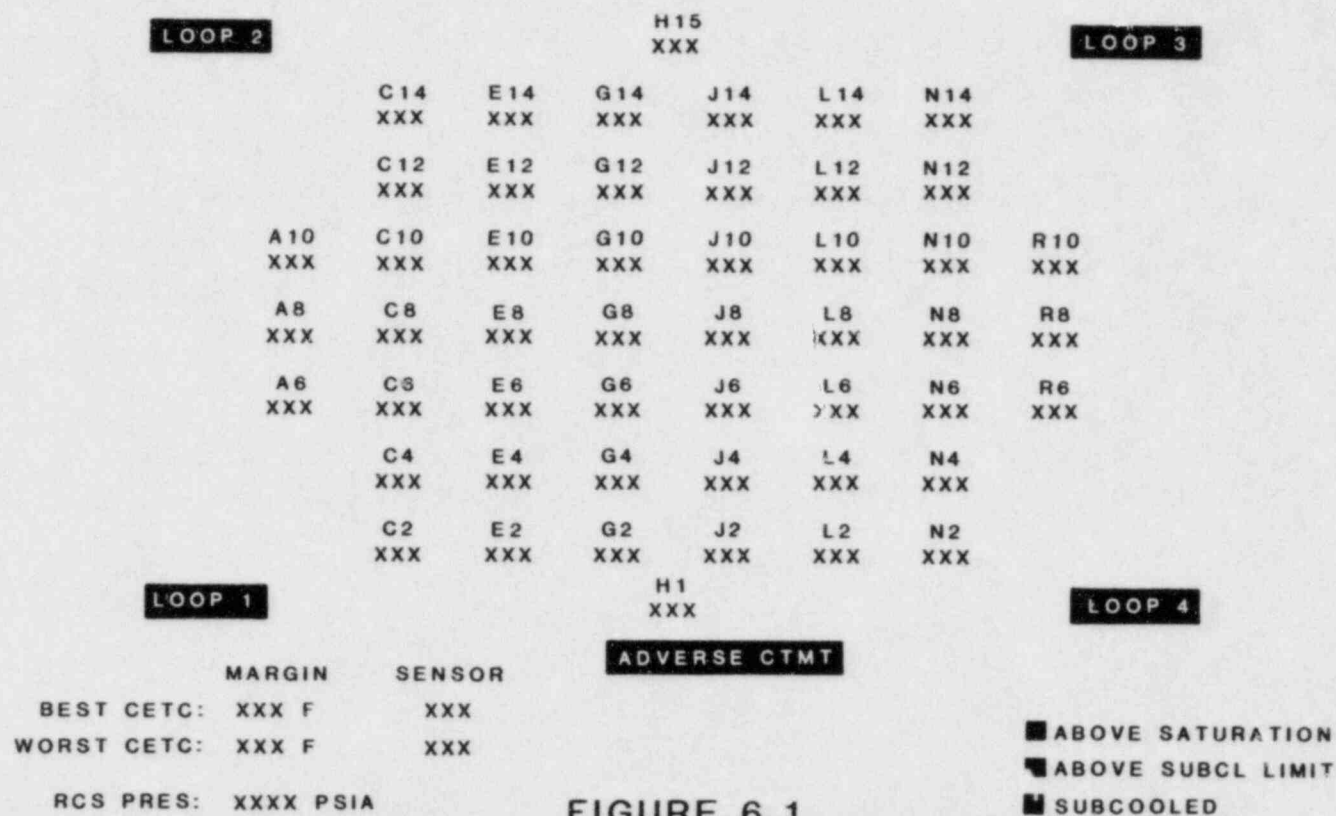 LOOP 2 H15 LOOP 3
XXX
C14 E14 G14 J14 L14 N14
XXX XXX XXX XXX XXX XXX
C12 E12 G12 J12 L12 N12
XXX XXX XXX XXX XXX XXX
A10 C10 E10 G10 J10 L10 N10 R10
XXX XXX XXX XXX XXX XXX XXX XXX
A8 C8 E8 G8 J8 L8 N8 R8
XXX XXX XXX XXX XXX XXX XXX XXX
A6 C6 E6 G6 J6 L6 N6 R6
XXX XXX XXX XXX XXX XXX XXX XXX
C4 E4 G4 J4 L4 N4
XXX XXX XXX XXX XXX XXX
C2 E2 G2 J2 L2 N2
XXX XXX XXX XXX XXX XXX
LOOP 1 H1 LOOP 4
XXX
ADVERSE CTMT
MARGIN SENSOR
BEST CETC: XXX F XXX
WORST CETC: XXX F XXX
RCS PRES: XXXX PSIA
ABOVE SATURATION
ABOVE SUBCL LIMIT
SUBCOOLED
FIGURE 6.1